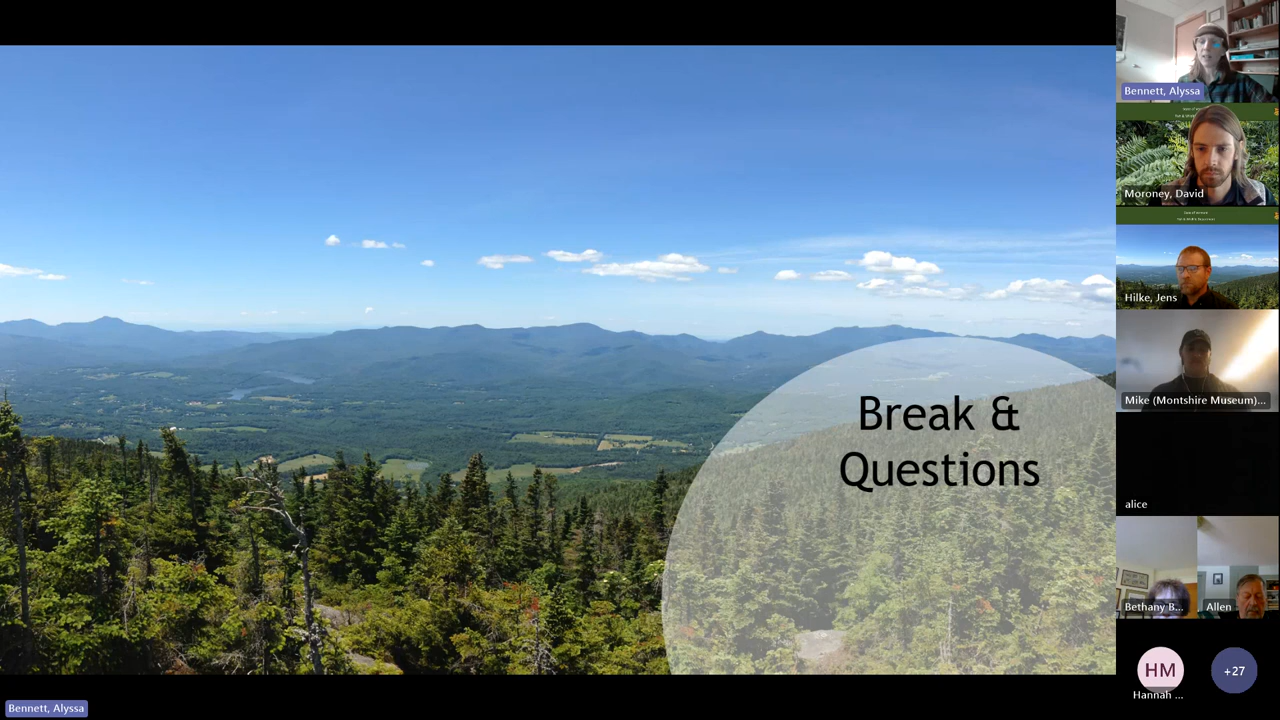 Break &
Questions
Bennett, Alyssa
Moroney, David
Hilke, Jens
Mike (Montshire Museum)...
alice
Bethany B...
Allen
HM
+27
Hannah ...
Bennett, Alyssa